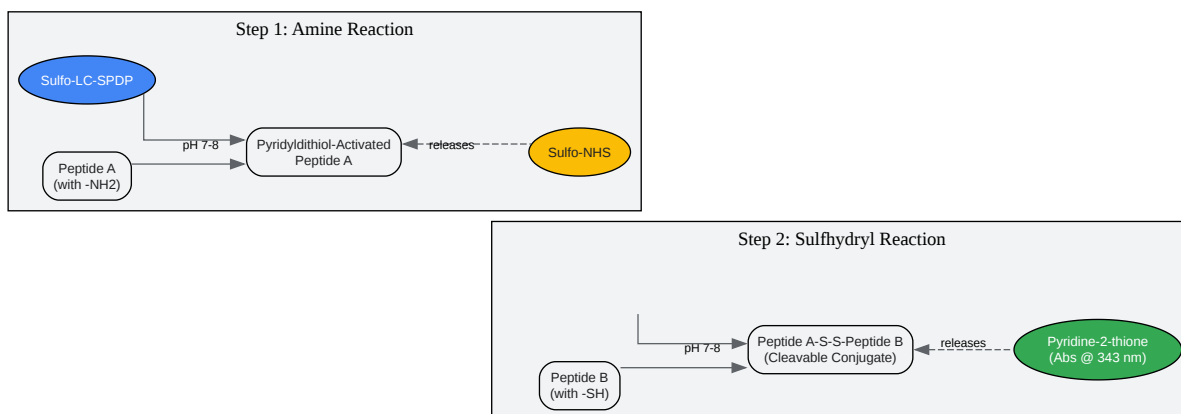 Step 1: Amine Reaction
Sulfo-LC-SPDP
pH 7-8
Pyridyldithiol-Activated
Peptide A
releases
Sulfo-NHS
Peptide A
(with -NH2)
Step 2: Sulfhydryl Reaction
pH 7-8
Peptide A-S-S-Peptide B
(Cleavable Conjugate)
releases
Pyridine-2-thione
(Abs @ 343 nm)
Peptide B
(with -SH)